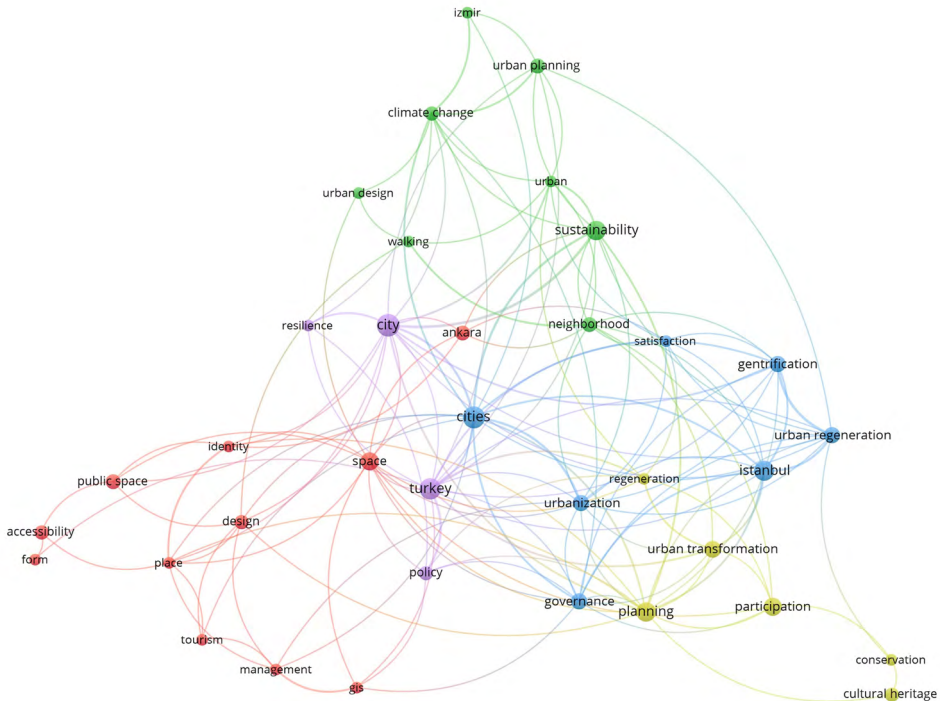 izmir
urban planning
climate change
urban
urban design
sustainability
walking
resilience
city
ankara
neighborhood
satisfaction
gentrification
cities
urban regeneration
identity
space
public space
turkey
regeneration
istanbul
urbanization
accessibility
design
form
place
urban transformation
policy
governance
planning
participation
tourism
management
conservation
gis
cultural heritage